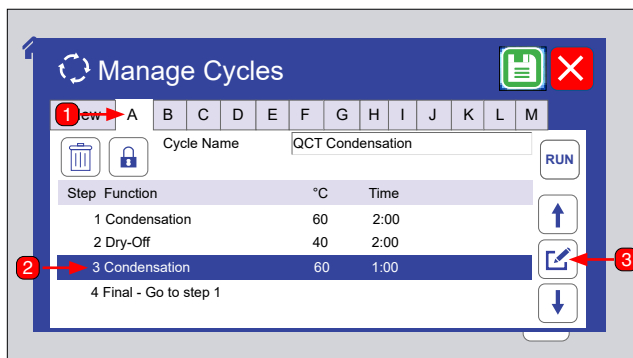 Manage Cycles
1
ew A B C D E F G H I J K L M
Cycle Name QCT Condensation
RUN
Step Function °C Time
1 Condensation 60 2:00
2 Dry-Off 40 2:00
2 3 Condensation 60 1:00 3
4 Final - Go to step 1